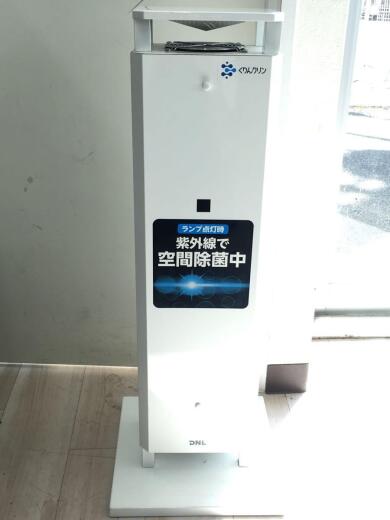 くりんクリン
ランプ点灯時
紫外線で
空間除菌中
DNL